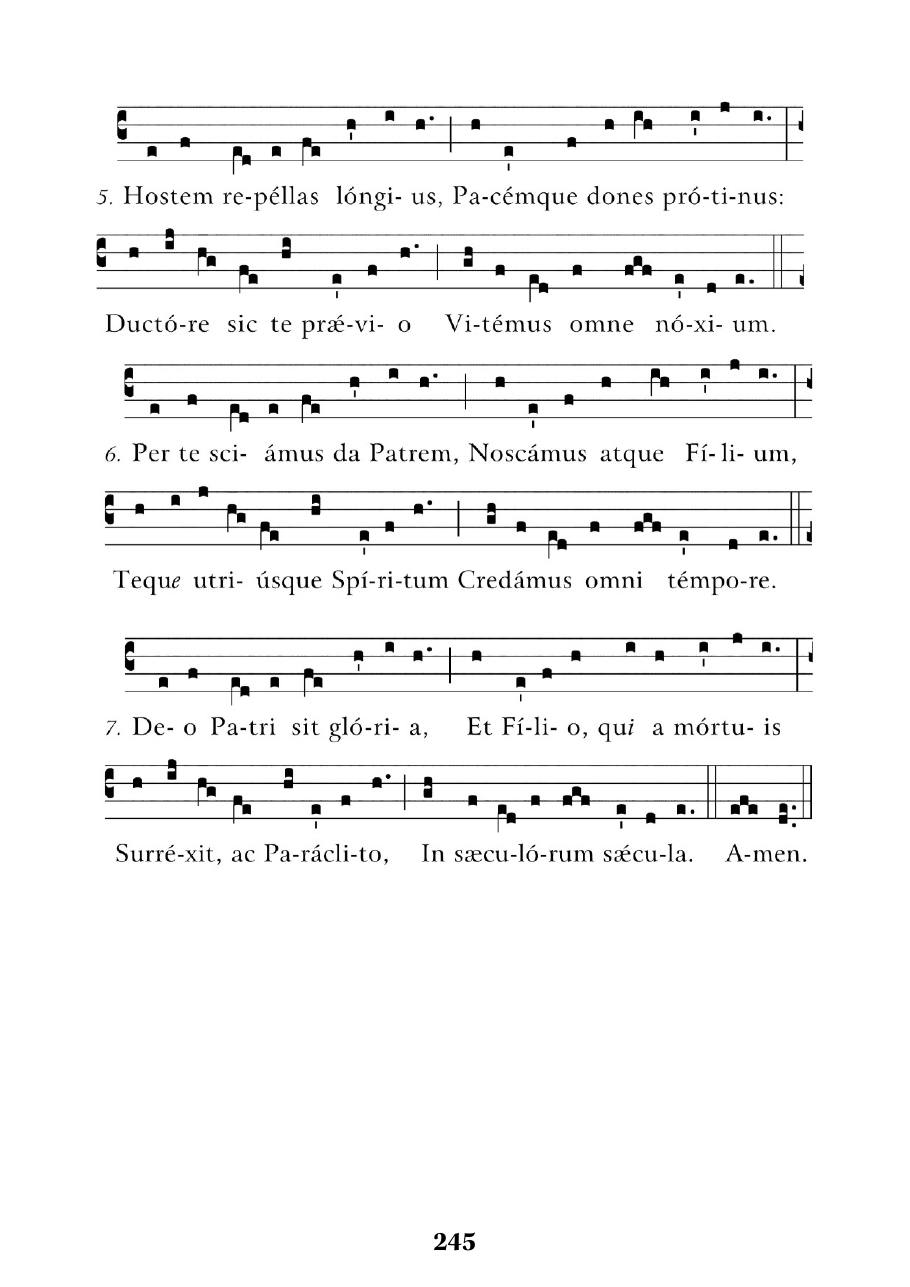 5. Hostem re-péllas lóngi- us, Pa-cémque dones pró-ti-nus:
Ductó-re sic te prǽ-vi- o Vi-témus omne nó-xi- um.
6. Per te sci- ámus da Patrem, Noscámus atque Fí- li- um,
Teque utri- úsque Spí-ri-tum Credámus omni témpo-re.
7. De- o Pa-tri sit gló-ri- a, Et Fí-li- o, qui a mórtu- is
Surré-xit, ac Pa-rácli-to, In sæcu-ló-rum sǽcu-la. A-men.
245